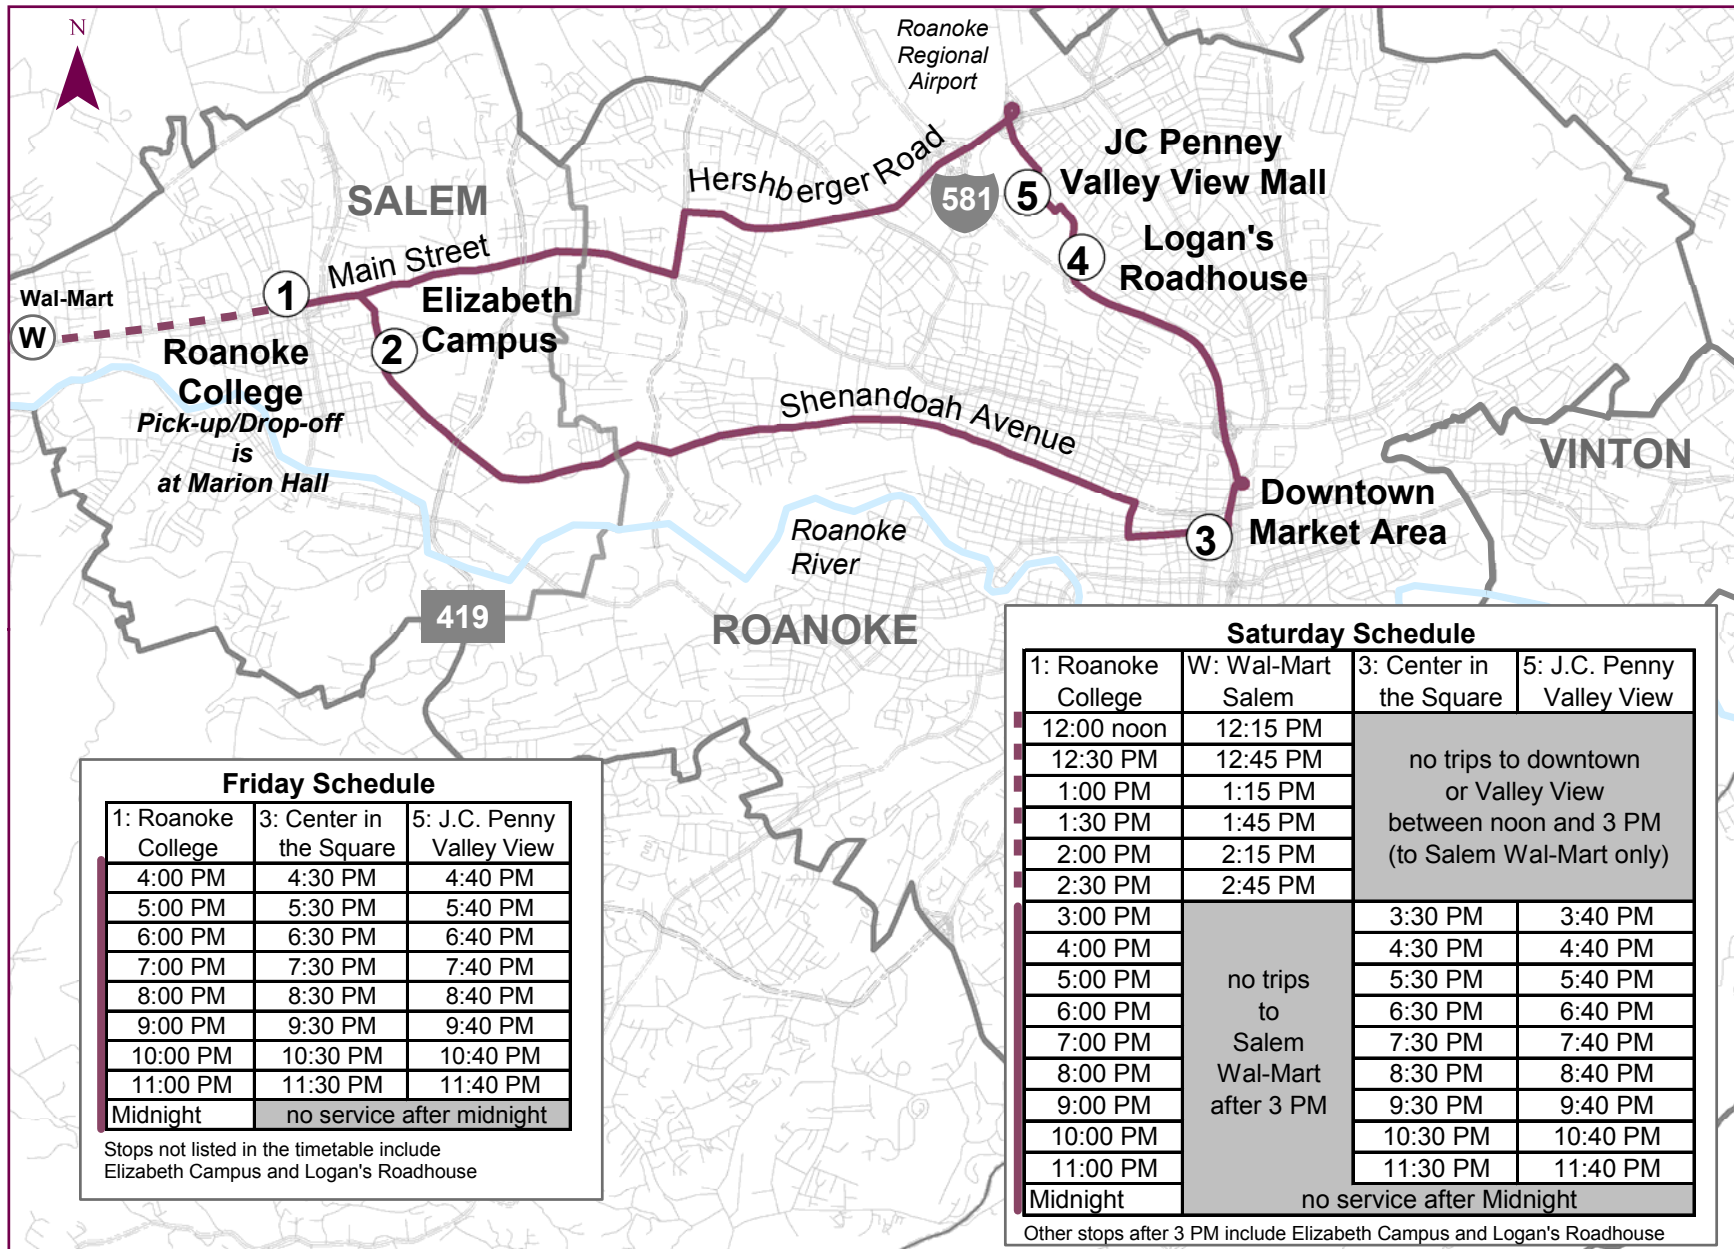 N
Roanoke
Regional
Airport
Hershberger Road
581
JC Penney
Valley View Mall
5
Logan's
Roadhouse
4
SALEM
Main Street
1
Wal-Mart
W
Elizabeth
Campus
2
Roanoke
College
Pick-up/Drop-off
is
at Marion Hall
Shenandoah Avenue
VINTON
Downtown
Market Area
3
Roanoke
River
419
ROANOKE
Friday Schedule
1: Roanoke College 3: Center in the Square 5: J.C. Penny Valley View
4:00 PM 4:30 PM 4:40 PM
5:00 PM 5:30 PM 5:40 PM
6:00 PM 6:30 PM 6:40 PM
7:00 PM 7:30 PM 7:40 PM
8:00 PM 8:30 PM 8:40 PM
9:00 PM 9:30 PM 9:40 PM
10:00 PM 10:30 PM 10:40 PM
11:00 PM 11:30 PM 11:40 PM
Midnight no service after midnight
Stops not listed in the timetable include
Elizabeth Campus and Logan's Roadhouse
Saturday Schedule
1: Roanoke College W: Wal-Mart Salem 3: Center in the Square 5: J.C. Penny Valley View
12:00 noon 12:15 PM
12:30 PM 12:45 PM
1:00 PM 1:15 PM
1:30 PM 1:45 PM
2:00 PM 2:15 PM
2:30 PM 2:45 PM
no trips to downtown
or Valley View
between noon and 3 PM
(to Salem Wal-Mart only)
3:00 PM 3:30 PM 3:40 PM
4:00 PM 4:30 PM 4:40 PM
5:00 PM 5:30 PM 5:40 PM
6:00 PM 6:30 PM 6:40 PM
7:00 PM 7:30 PM 7:40 PM
8:00 PM 8:30 PM 8:40 PM
9:00 PM 9:30 PM 9:40 PM
10:00 PM 10:30 PM 10:40 PM
11:00 PM 11:30 PM 11:40 PM
no trips
to
Salem
Wal-Mart
after 3 PM
Midnight no service after Midnight
Other stops after 3 PM include Elizabeth Campus and Logan's Roadhouse